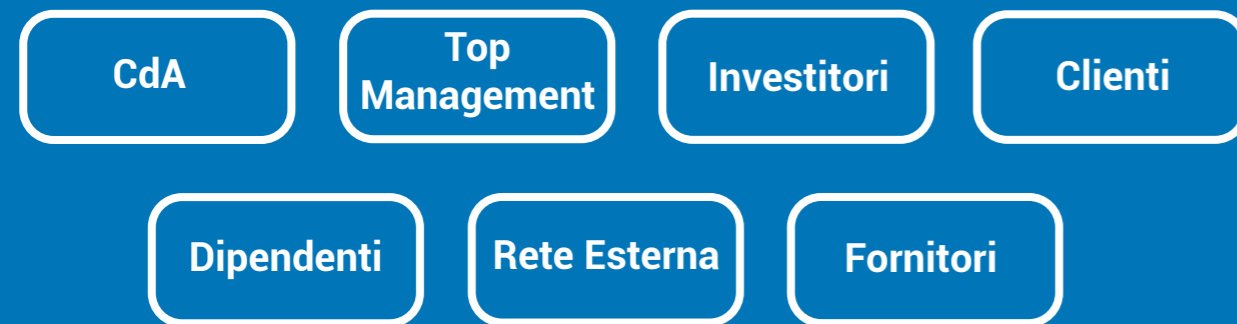 CdA
Top
Management
Investitori
Clienti
Dipendenti
Rete Esterna
Fornitori